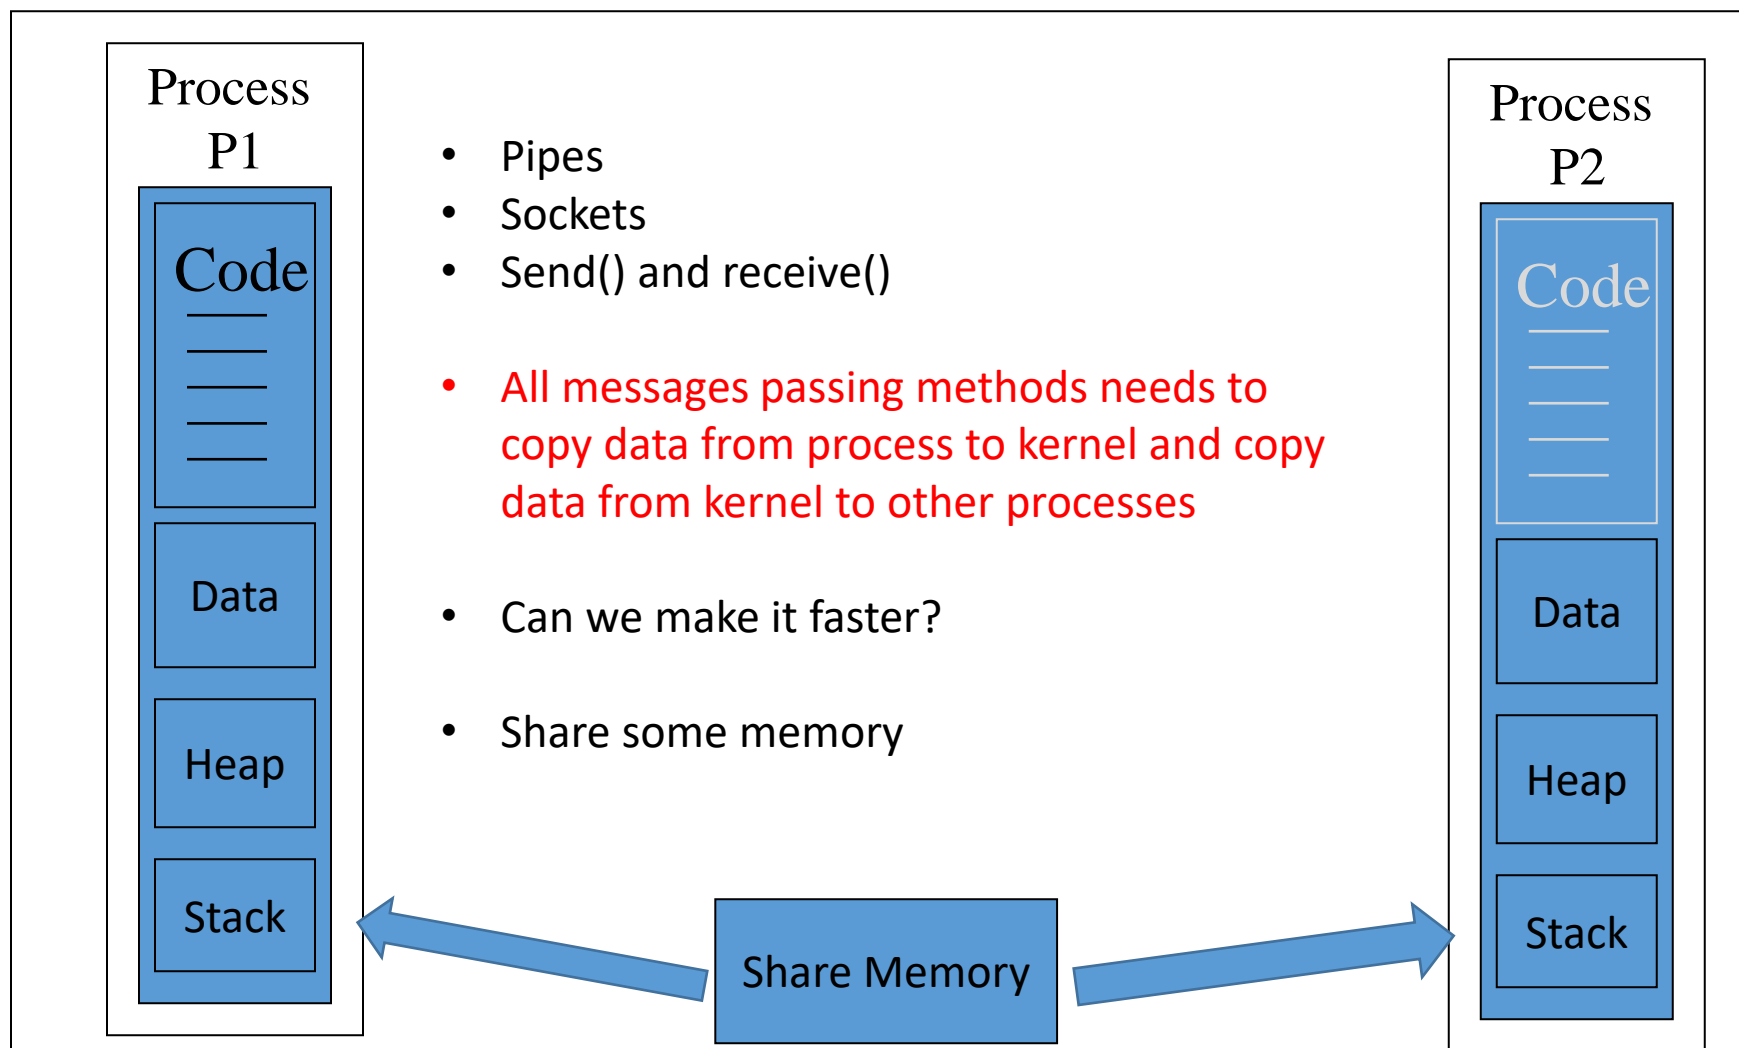 Process
P1
Code
Data
Heap
Stack
• Pipes
• Sockets
• Send() and receive()
• All messages passing methods needs to
copy data from process to kernel and copy
data from kernel to other processes
• Can we make it faster?
• Share some memory
Share Memory
Process
P2
Code
Data
Heap
Stack